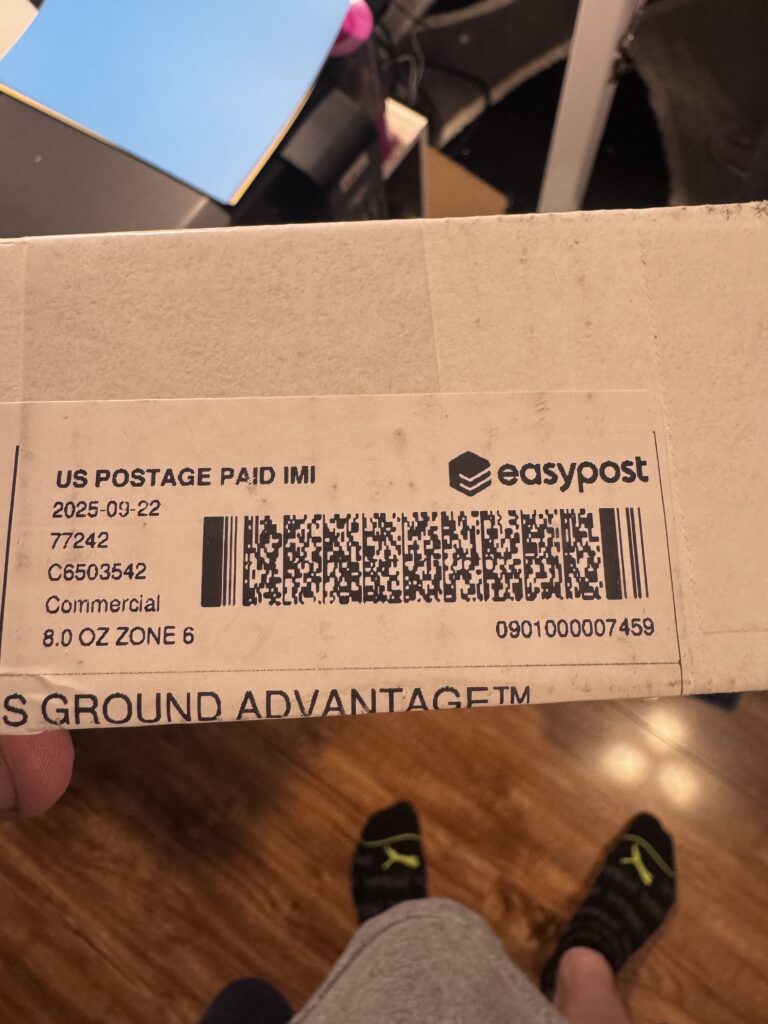 US POSTAGE PAID IMI
easypost
2025-09-22
77242
C6503542
Commercial
8.0 OZ ZONE 6
0901000007459
S GROUND ADVANTAGE™